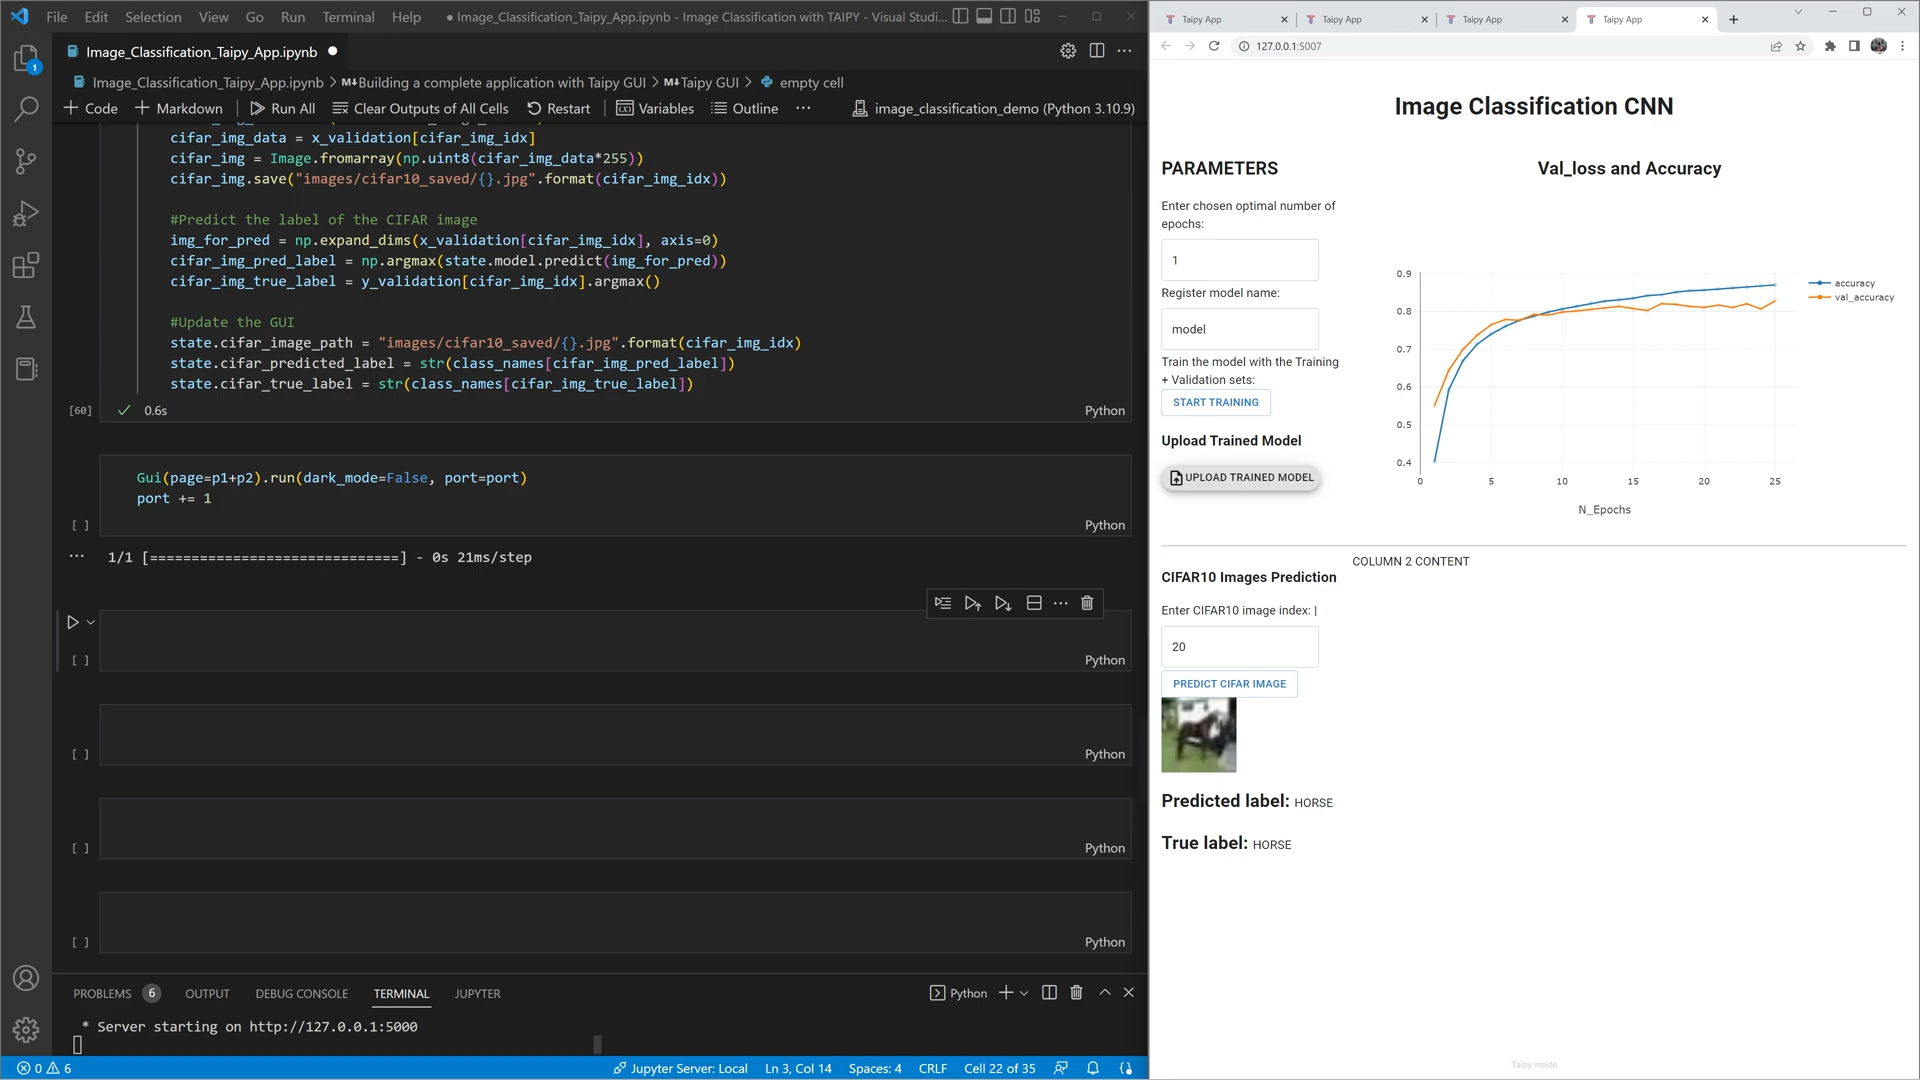 File Edit Selection View Go Run Terminal Help
● Image_Classification_Taipy_App.ipynb - Image Classification with TAIPY - Visual Studi...
Image_Classification_Taipy_App.ipynb ●
Image_Classification_Taipy_App.ipynb > M↓Building a complete application with Taipy GUI > M↓Taipy GUI > empty cell
+ Code + Markdown Run All Clear Outputs of All Cells Restart Variables Outline ··· image_classification_demo (Python 3.10.9)
1
cifar_img_data = x_validation[cifar_img_idx]
cifar_img = Image.fromarray(np.uint8(cifar_img_data*255))
cifar_img.save("images/cifar10_saved/{}.jpg".format(cifar_img_idx))
#Predict the label of the CIFAR image
img_for_pred = np.expand_dims(x_validation[cifar_img_idx], axis=0)
cifar_img_pred_label = np.argmax(state.model.predict(img_for_pred))
cifar_img_true_label = y_validation[cifar_img_idx].argmax()
#Update the GUI
state.cifar_image_path = "images/cifar10_saved/{}.jpg".format(cifar_img_idx)
state.cifar_predicted_label = str(class_names[cifar_img_pred_label])
state.cifar_true_label = str(class_names[cifar_img_true_label])
[60] ✓ 0.6s Python
Gui(page=p1+p2).run(dark_mode=False, port=port)
port += 1
[ ] Python
··· 1/1 [==============================] - 0s 21ms/step
[ ] Python
[ ] Python
[ ] Python
[ ] Python
PROBLEMS 6 OUTPUT DEBUG CONSOLE TERMINAL JUPYTER Python
* Server starting on http://127.0.0.1:5000
0 6 Jupyter Server: Local Ln 3, Col 14 Spaces: 4 CRLF Cell 22 of 35
Taipy App Taipy App Taipy App Taipy App
127.0.0.1:5007
Image Classification CNN
PARAMETERS
Enter chosen optimal number of
epochs:
1
Register model name:
model
Train the model with the Training
+ Validation sets:
START TRAINING
Upload Trained Model
UPLOAD TRAINED MODEL
Val_loss and Accuracy
0.9
0.8
0.7
0.6
0.5
0.4
0 5 10 15 20 25
N_Epochs
accuracy
val_accuracy
CIFAR10 Images Prediction
Enter CIFAR10 image index: |
20
PREDICT CIFAR IMAGE
Predicted label: HORSE
True label: HORSE
COLUMN 2 CONTENT
Taipy inside